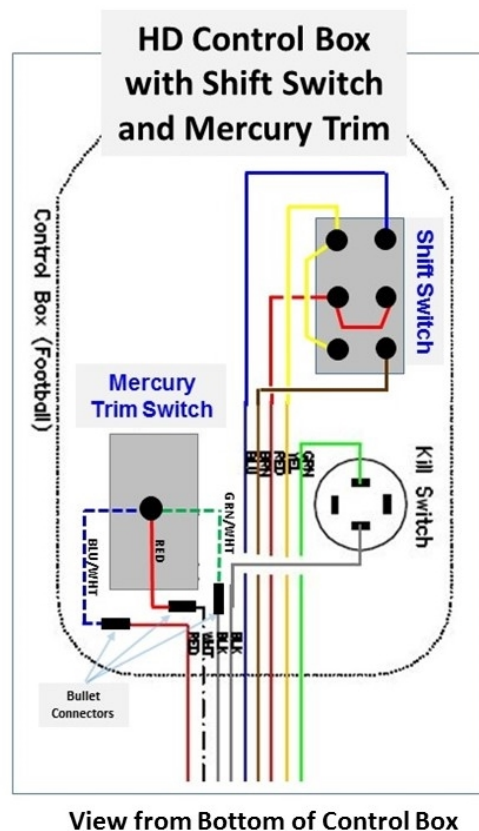 HD Control Box
with Shift Switch
and Mercury Trim
Control Box (Football)
Shift Switch
Mercury
Trim Switch
BLU
BRN
RED
YEL
GRN
Kill Switch
GRN/WHT
BLU/WHT
RED
RED
WHT
BLK
BLK
Bullet
Connectors
View from Bottom of Control Box